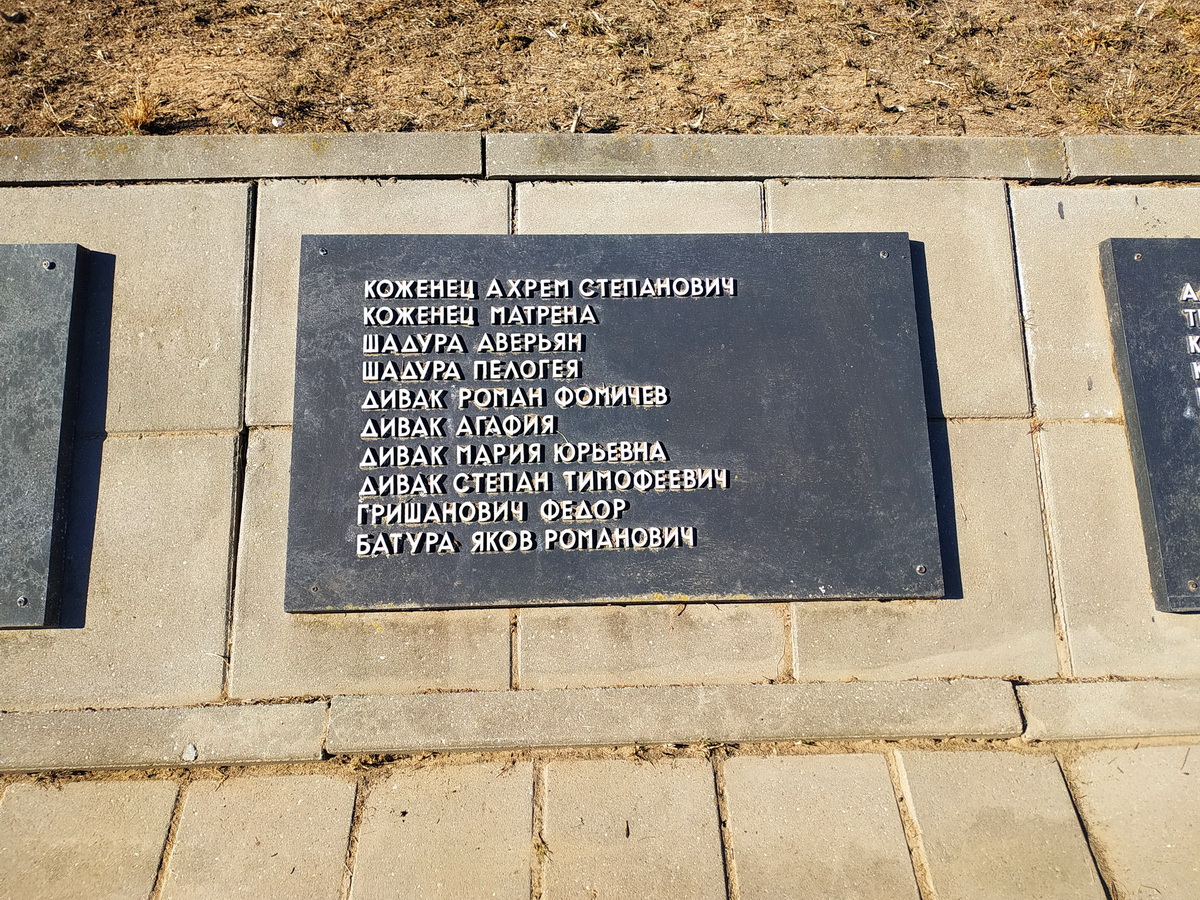 КОЖЕНЕЦ АХРЕМ СТЕПАНОВИЧ
КОЖЕНЕЦ МАТРЕНА
ШАДУРА АВЕРЬЯН
ШАДУРА ПЕЛОГЕЯ
ДИВАК РОМАН ФОМИЧЕВ
ДИВАК АГАФИЯ
ДИВАК МАРИЯ ЮРЬЕВНА
ДИВАК СТЕПАН ТИМОФЕЕВИЧ
ГРИШАНОВИЧ ФЕДОР
БАТУРА ЯКОВ РОМАНОВИЧ